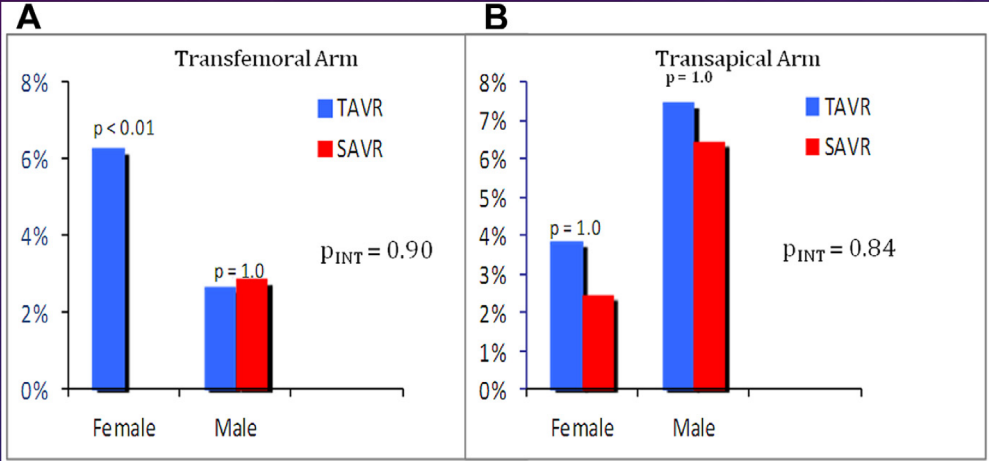 A
Transfemoral Arm
8%
6%
4%
2%
0%
p < 0.01
p = 1.0
TAVR
SAVR
pINT = 0.90
Female
Male
B
Transapical Arm
p = 1.0
8%
7%
6%
5%
4%
3%
2%
1%
0%
p = 1.0
TAVR
SAVR
pINT = 0.84
Female
Male